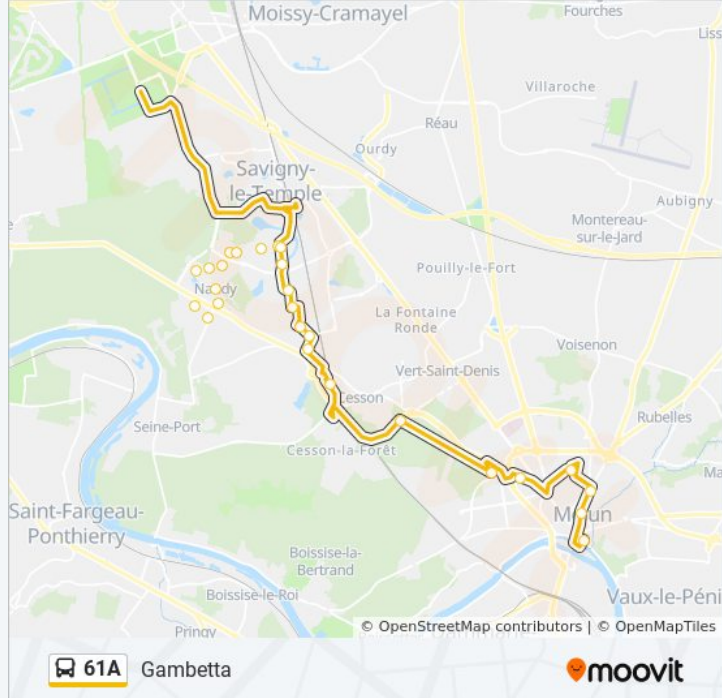 Moissy-Cramayel
Fourches
Villaroche
Réau
Ourdy
Savigny-
le-Temple
Aubigny
Montereau-
sur-le-Jard
Pouilly-le-Fort
Nandy
La Fontaine
Ronde
Voisenon
Vert-Saint-Denis
Cesson
Rubelles
Seine-Port
Cesson-la-Forêt
Saint-Fargeau-
Ponthierry
Melun
Boissise-la-
Bertrand
Boissise-le-Roi
Vaux-le-Péni
Pringy
© OpenStreetMap contributors | © OpenMapTiles
61A Gambetta
moovit